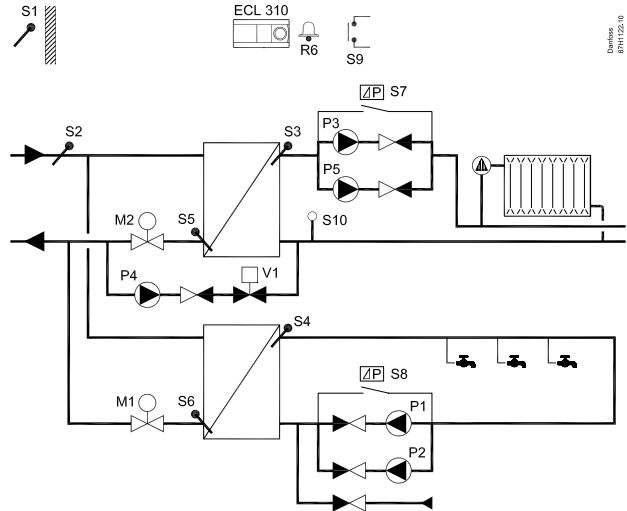 S1
ECL 310
R6
S9
Danfoss
87H1122.10
P S7
S2
S3
P3
P5
M2
S5
S10
P4
V1
S4
P S8
M1
S6
P1
P2